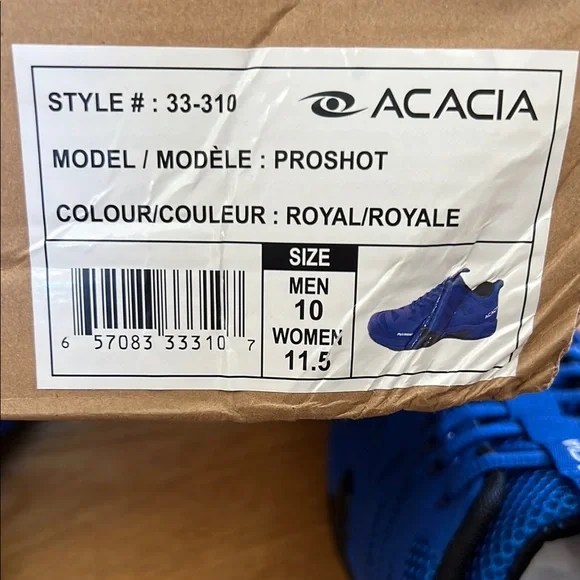 STYLE # : 33-310
ACACIA
MODEL / MODÈLE : PROSHOT
COLOUR/COULEUR : ROYAL/ROYALE
SIZE
MEN
10
WOMEN
11.5
6 57083 33310 7
ACACIA